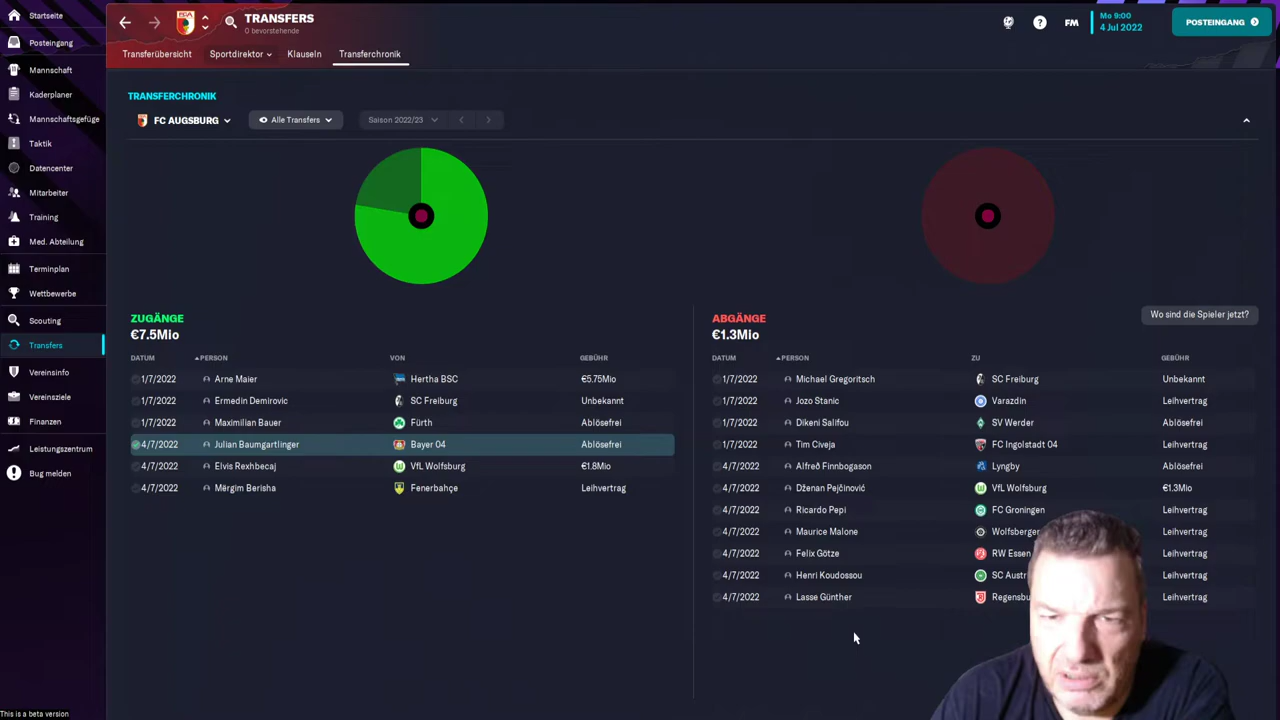 Startseite
Posteingang
Mannschaft
Kaderplaner
Mannschaftsgefüge
Taktik
Datencenter
Mitarbeiter
Training
Med. Abteilung
Terminplan
Wettbewerbe
Scouting
Transfers
Vereinsinfo
Vereinsziele
Finanzen
Leistungszentrum
Bug melden
This is a beta version
TRANSFERS
0 bevorstehende
FM
Mo 9:00
4 Jul 2022
POSTEINGANG
Transferübersicht Sportdirektor Klauseln Transferchronik
TRANSFERCHRONIK
FC AUGSBURG Alle Transfers Saison 2022/23
ZUGÄNGE
€7.5Mio
DATUM PERSON VON GEBÜHR
1/7/2022 Arne Maier Hertha BSC €5.75Mio
1/7/2022 Ermedin Demirovic SC Freiburg Unbekannt
1/7/2022 Maximilian Bauer Fürth Ablösefrei
4/7/2022 Julian Baumgartlinger Bayer 04 Ablösefrei
4/7/2022 Elvis Rexhbecaj VfL Wolfsburg €1.8Mio
4/7/2022 Mërgim Berisha Fenerbahçe Leihvertrag
ABGÄNGE
€1.3Mio
Wo sind die Spieler jetzt?
DATUM PERSON ZU GEBÜHR
1/7/2022 Michael Gregoritsch SC Freiburg Unbekannt
1/7/2022 Jozo Stanic Varazdin Leihvertrag
1/7/2022 Dikeni Salifou SV Werder Ablösefrei
1/7/2022 Tim Civeja FC Ingolstadt 04 Leihvertrag
4/7/2022 Alfreð Finnbogason Lyngby Ablösefrei
4/7/2022 Dženan Pejčinović VfL Wolfsburg €1.3Mio
4/7/2022 Ricardo Pepi FC Groningen Leihvertrag
4/7/2022 Maurice Malone Wolfsberger Leihvertrag
4/7/2022 Felix Götze RW Essen Leihvertrag
4/7/2022 Henri Koudossou SC Austr Leihvertrag
4/7/2022 Lasse Günther Regensbu Leihvertrag